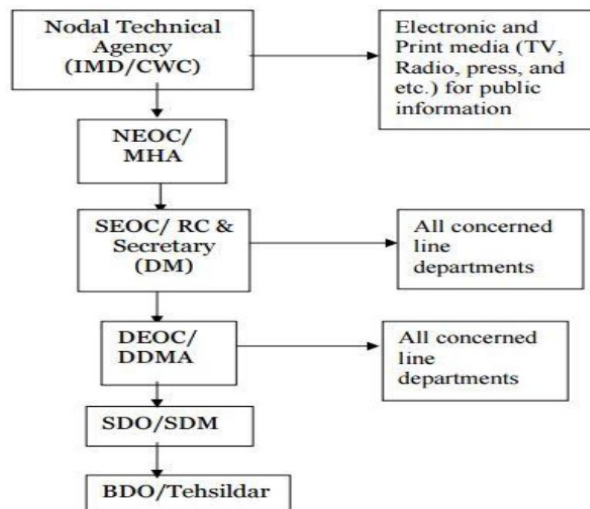 Nodal Technical
Agency
(IMD/CWC)
Electronic and
Print media (TV,
Radio, press, and
etc.) for public
information
NEOC/
MHA
SEOC/ RC &
Secretary
(DM)
All concerned
line
departments
DEOC/
DDMA
All concerned
line
departments
SDO/SDM
BDO/Tehsildar